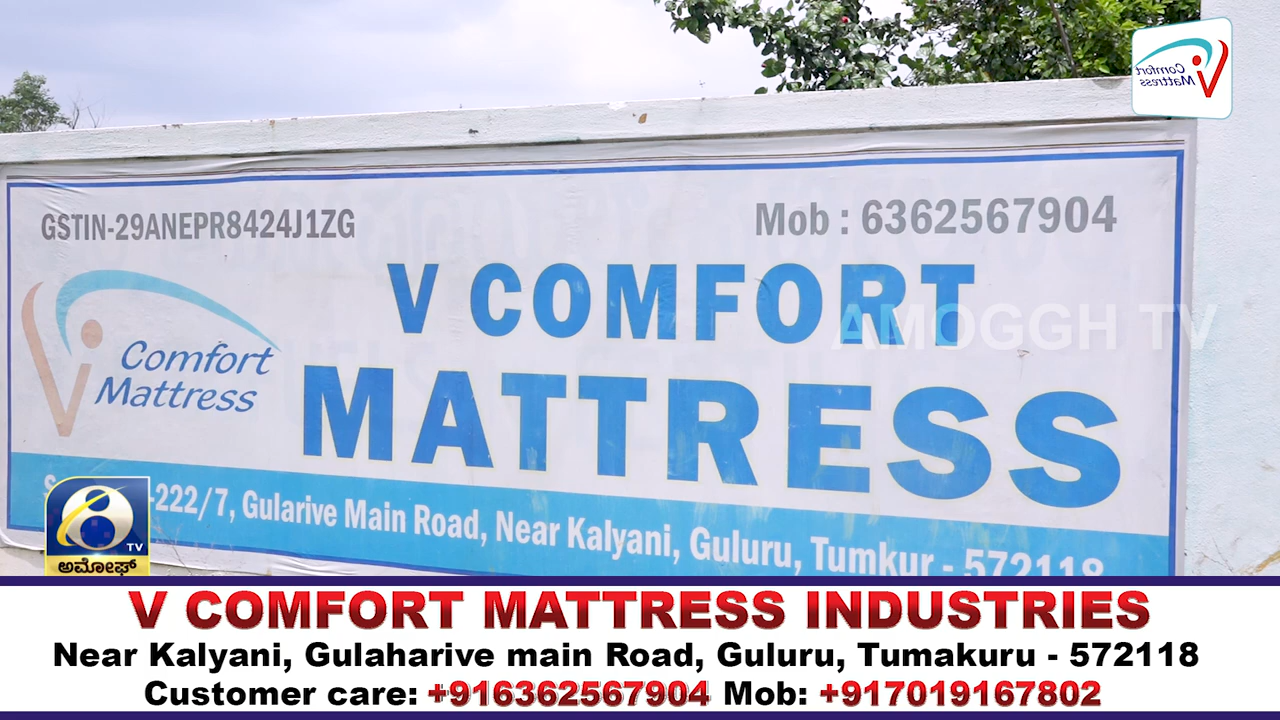 Comfort
Mattress
GSTIN-29ANEPR8424J1ZG
Mob : 6362567904
V COMFORT
AMOGGH TV
Comfort
Mattress
MATTRESS
-222/7, Gularive Main Road, Near Kalyani, Guluru, Tumkur - 572118
TV
ಅಮೋಘ್
V COMFORT MATTRESS INDUSTRIES
Near Kalyani, Gulaharive main Road, Guluru, Tumakuru - 572118
Customer care: +916362567904 Mob: +917019167802